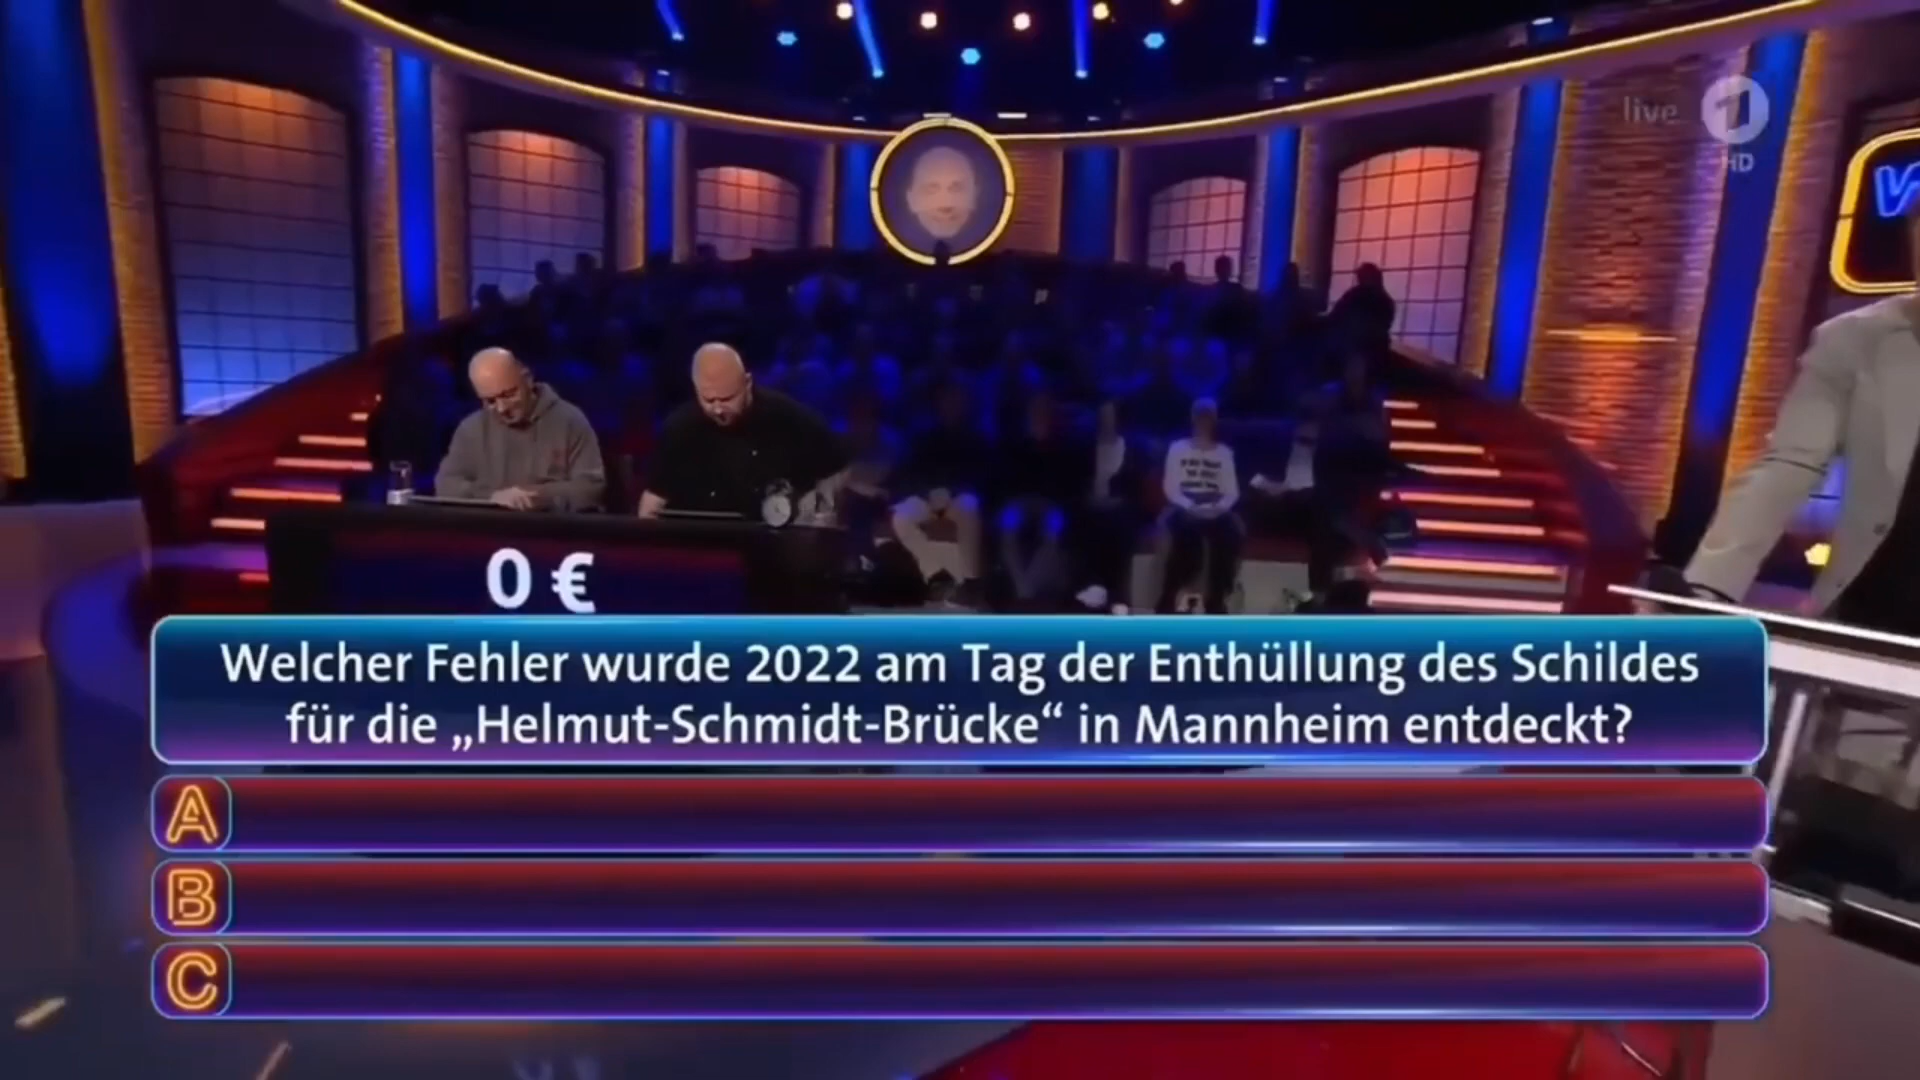 live
HD
0 €
Welcher Fehler wurde 2022 am Tag der Enthüllung des Schildes
für die „Helmut-Schmidt-Brücke“ in Mannheim entdeckt?
A
B
C